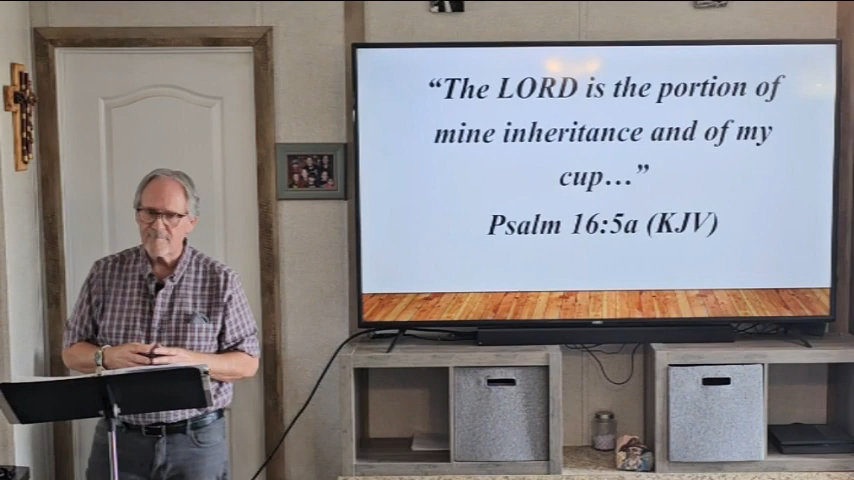 “The LORD is the portion of
mine inheritance and of my
cup…”
Psalm 16:5a (KJV)